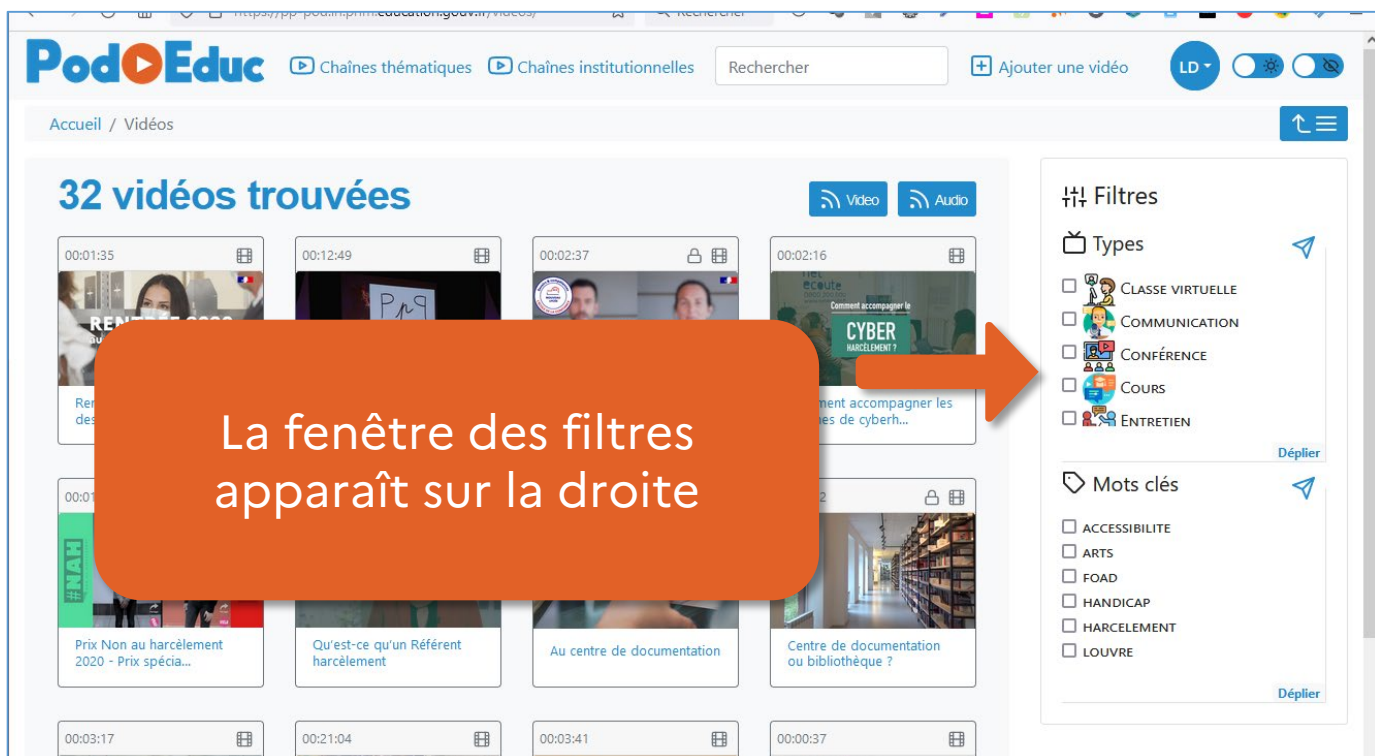 Rechercher
PodEduc
Chaînes thématiques
Chaînes institutionnelles
Rechercher
Ajouter une vidéo
LD
Accueil / Vidéos
32 vidéos trouvées
Video
Audio
00:01:35
00:12:49
00:02:37
00:02:16
RENTRÉE 2020
ecoute
Comment accompagner le
CYBER
HARCÈLEMENT ?
La fenêtre des filtres
apparaît sur la droite
accompagner les
de cyberh...
#NAH
Prix Non au harcèlement
2020 - Prix spécia...
Qu'est-ce qu'un Référent
harcèlement
Au centre de documentation
Centre de documentation
ou bibliothèque ?
00:03:17
00:21:04
00:03:41
00:00:37
Filtres
Types
CLASSE VIRTUELLE
COMMUNICATION
CONFÉRENCE
COURS
ENTRETIEN
Déplier
Mots clés
ACCESSIBILITE
ARTS
FOAD
HANDICAP
HARCELEMENT
LOUVRE
Déplier